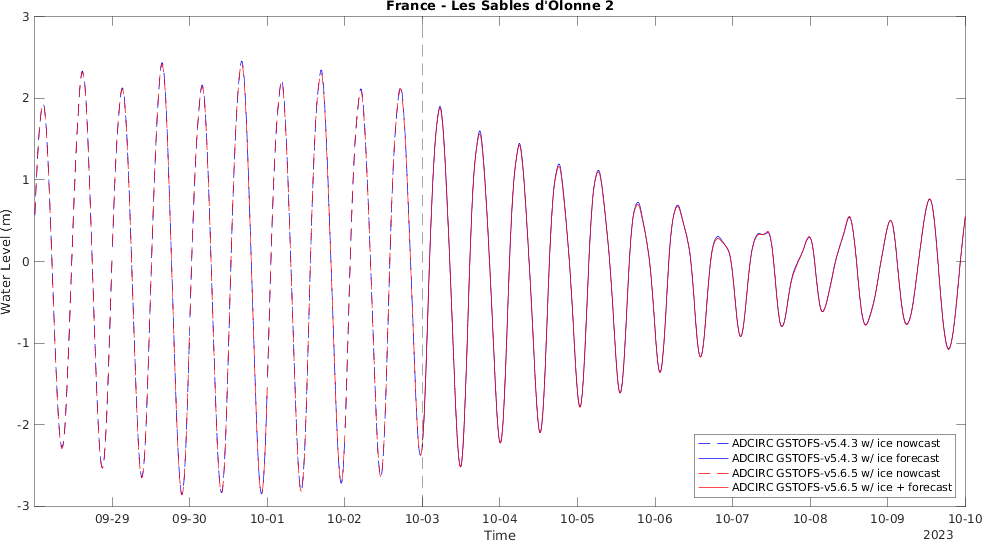 France - Les Sables d'Olonne 2
3
2
1
0
-1
-2
-3
Water Level (m)
09-29 09-30 10-01 10-02 10-03 10-04 10-05 10-06 10-07 10-08 10-09 10-10
Time
2023
ADCIRC GSTOFS-v5.4.3 w/ ice nowcast
ADCIRC GSTOFS-v5.4.3 w/ ice forecast
ADCIRC GSTOFS-v5.6.5 w/ ice nowcast
ADCIRC GSTOFS-v5.6.5 w/ ice + forecast